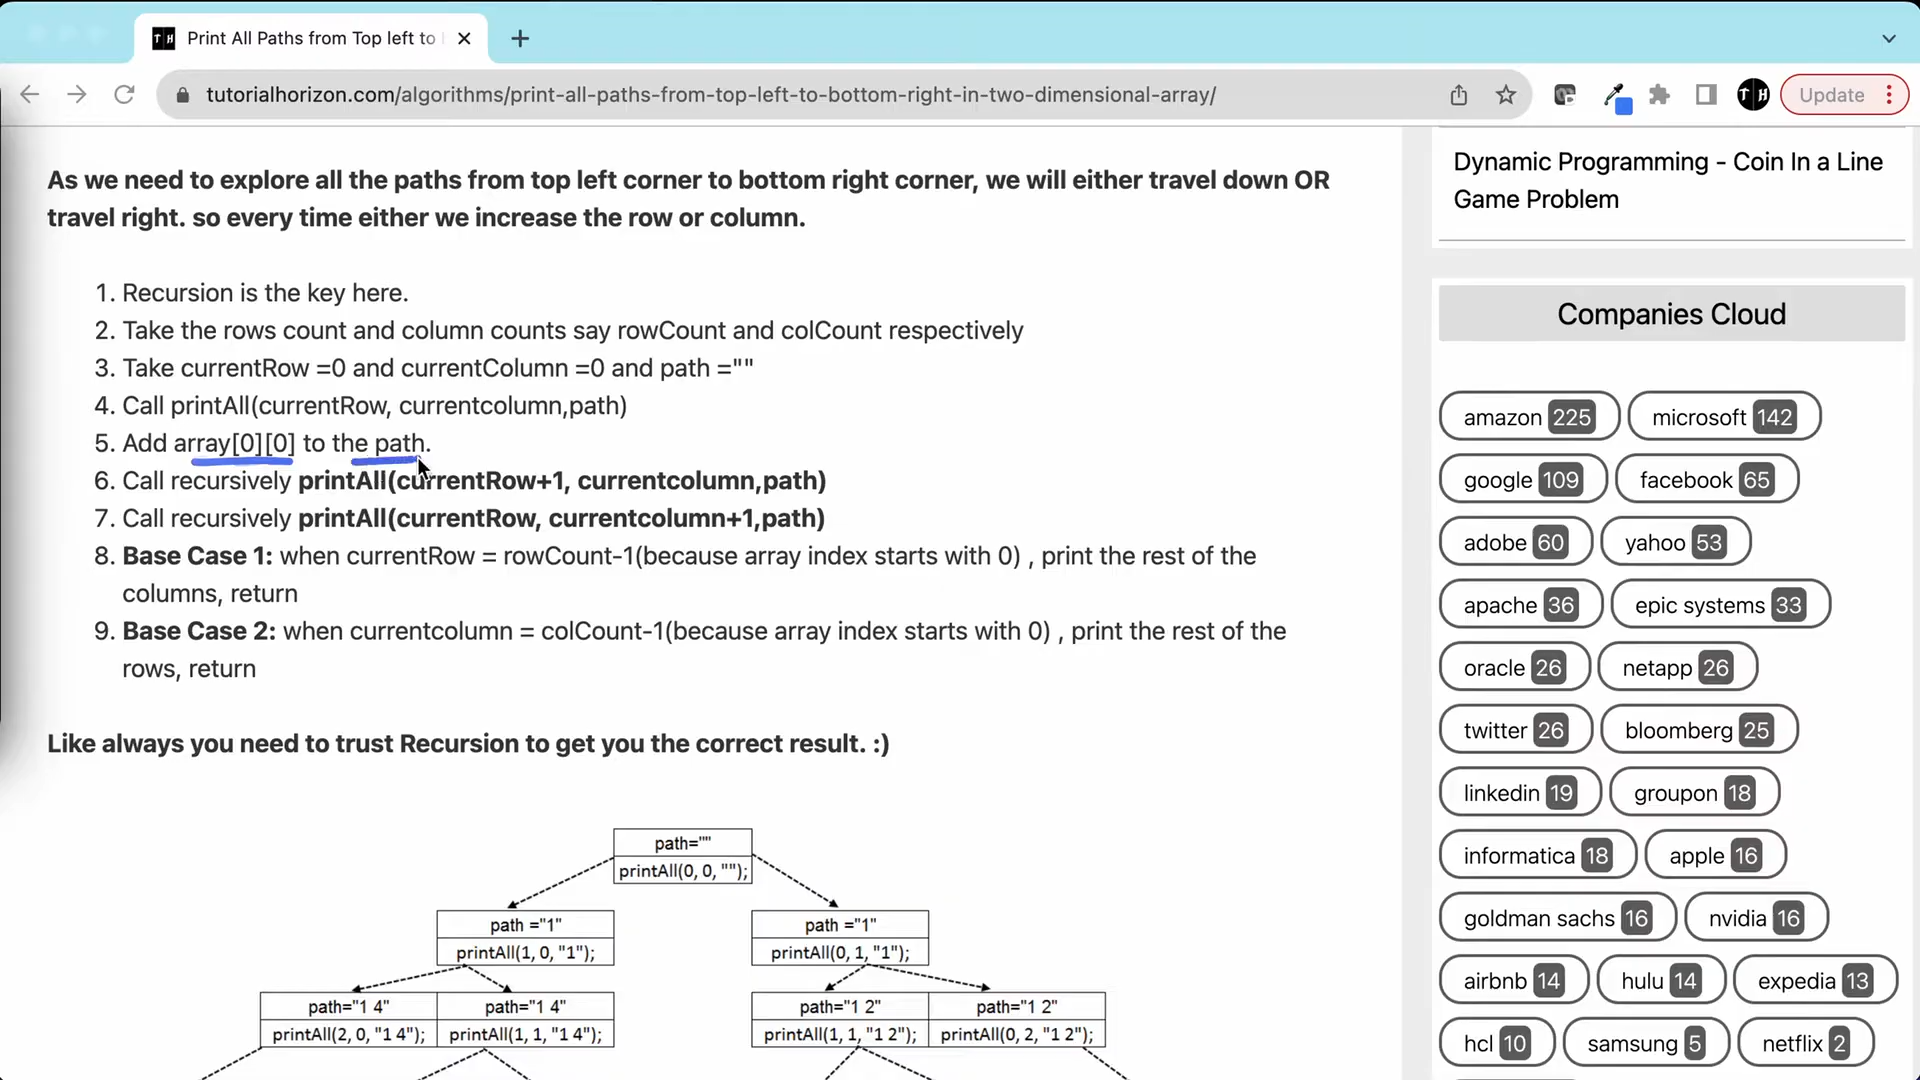 TH Print All Paths from Top left to
tutorialhorizon.com/algorithms/print-all-paths-from-top-left-to-bottom-right-in-two-dimensional-array/
TH
Update
As we need to explore all the paths from top left corner to bottom right corner, we will either travel down OR
travel right. so every time either we increase the row or column.
1. Recursion is the key here.
2. Take the rows count and column counts say rowCount and colCount respectively
3. Take currentRow =0 and currentColumn =0 and path =""
4. Call printAll(currentRow, currentcolumn,path)
5. Add array[0][0] to the path.
6. Call recursively printAll(currentRow+1, currentcolumn,path)
7. Call recursively printAll(currentRow, currentcolumn+1,path)
8. Base Case 1: when currentRow = rowCount-1(because array index starts with 0) , print the rest of the
columns, return
9. Base Case 2: when currentcolumn = colCount-1(because array index starts with 0) , print the rest of the
rows, return
Like always you need to trust Recursion to get you the correct result. :)
path=""
printAll(0, 0, "");
path ="1"
printAll(1, 0, "1");
path ="1"
printAll(0, 1, "1");
path="1 4"
printAll(2, 0, "1 4");
path="1 4"
printAll(1, 1, "1 4");
path="1 2"
printAll(1, 1, "1 2");
path="1 2"
printAll(0, 2, "1 2");
Dynamic Programming - Coin In a Line
Game Problem
Companies Cloud
amazon 225 microsoft 142
google 109 facebook 65
adobe 60 yahoo 53
apache 36 epic systems 33
oracle 26 netapp 26
twitter 26 bloomberg 25
linkedin 19 groupon 18
informatica 18 apple 16
goldman sachs 16 nvidia 16
airbnb 14 hulu 14 expedia 13
hcl 10 samsung 5 netflix 2